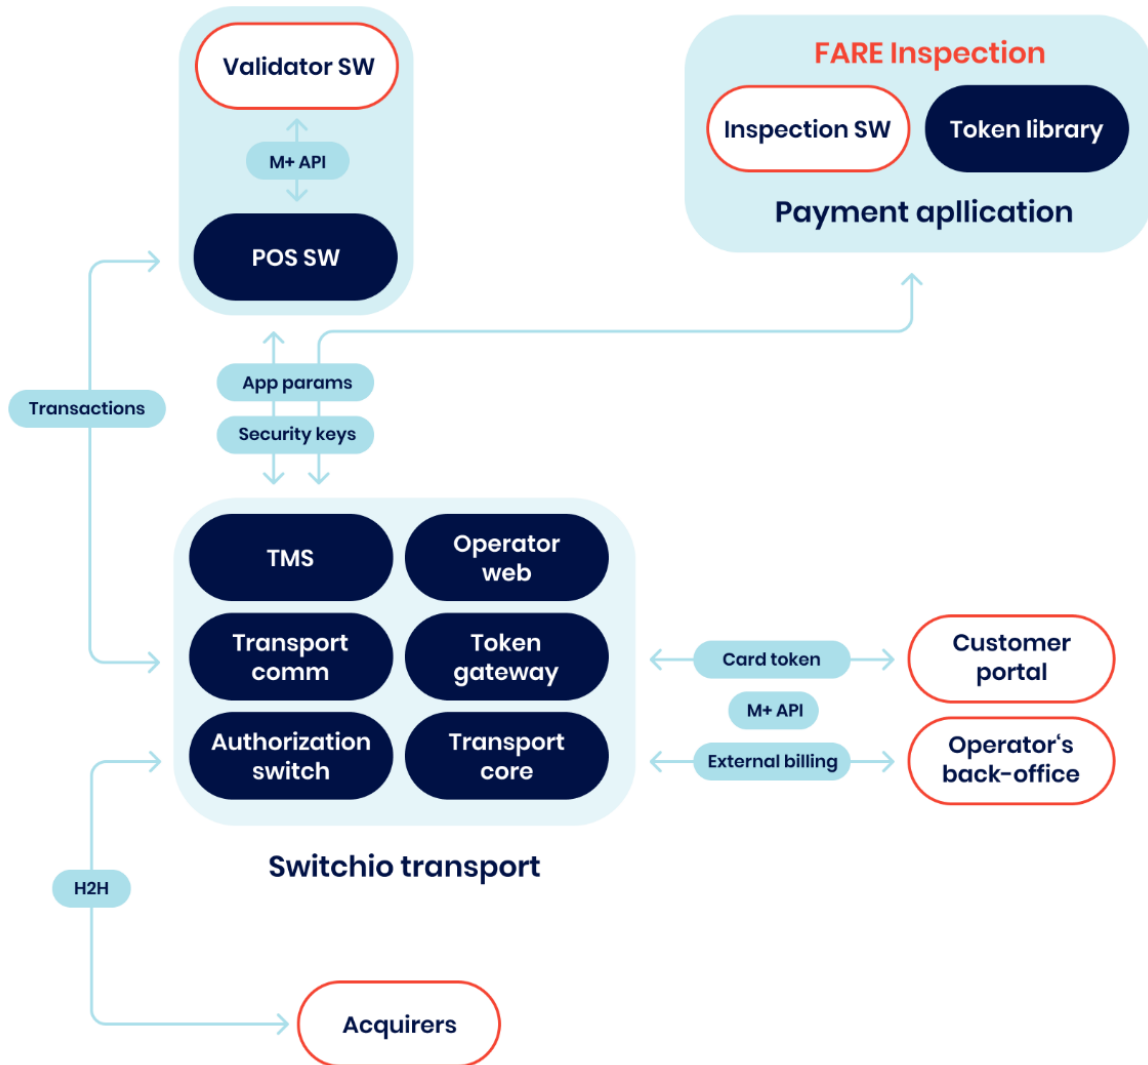 Validator SW
M+ API
POS SW
FARE Inspection
Inspection SW
Token library
Payment apllication
Transactions
App params
Security keys
TMS
Operator
web
Transport
comm
Token
gateway
Authorization
switch
Transport
core
Switchio transport
Card token
M+ API
External billing
Customer
portal
Operator‘s
back-office
H2H
Acquirers